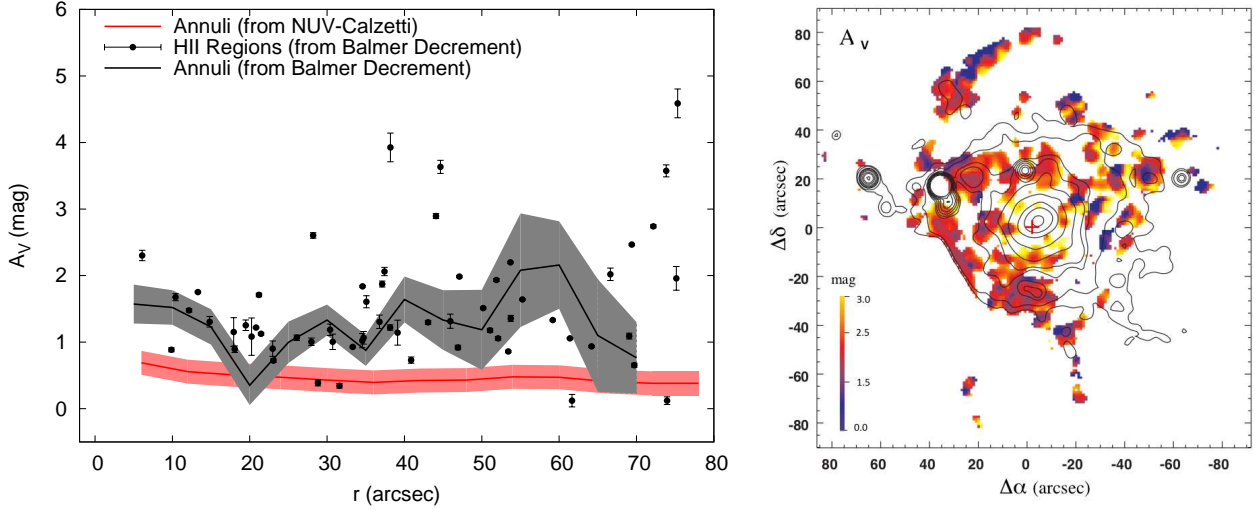 6
5
4
3
2
1
0
A_V (mag)
Annuli (from NUV-Calzetti)
HII Regions (from Balmer Decrement)
Annuli (from Balmer Decrement)
0 10 20 30 40 50 60 70 80
r (arcsec)
A_v
80
60
40
20
0
-20
-40
-60
-80
Δδ (arcsec)
mag
3.0
2.5
1.5
0.0
80 60 40 20 0 -20 -40 -60 -80
Δα (arcsec)